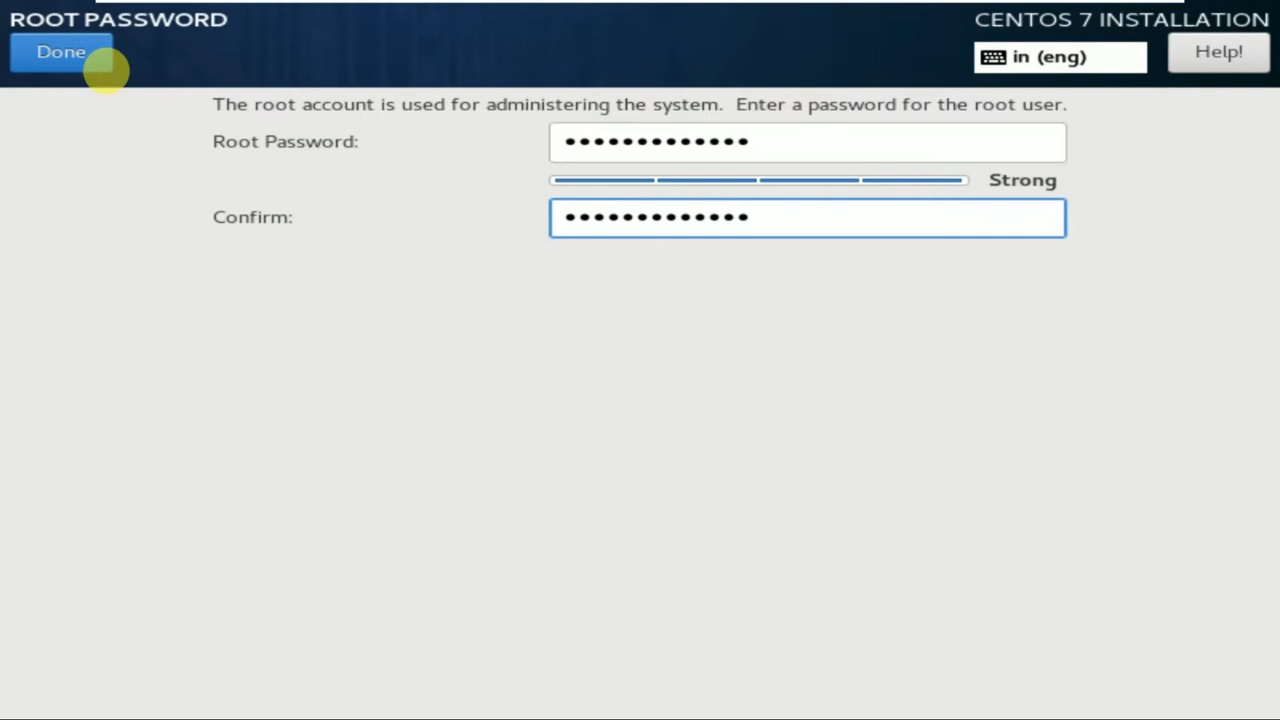 ROOT PASSWORD
CENTOS 7 INSTALLATION
Done
in (eng)
Help!
The root account is used for administering the system. Enter a password for the root user.
Root Password:
•••••••••••••
Strong
Confirm:
•••••••••••••